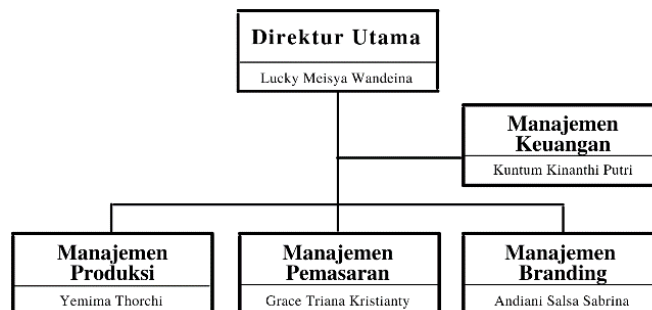 Direktur Utama
Lucky Meisya Wandeina
Manajemen
Keuangan
Kuntum Kinanthi Putri
Manajemen
Produksi
Yemima Thorchi
Manajemen
Pemasaran
Grace Triana Kristianty
Manajemen
Branding
Andiani Salsa Sabrina